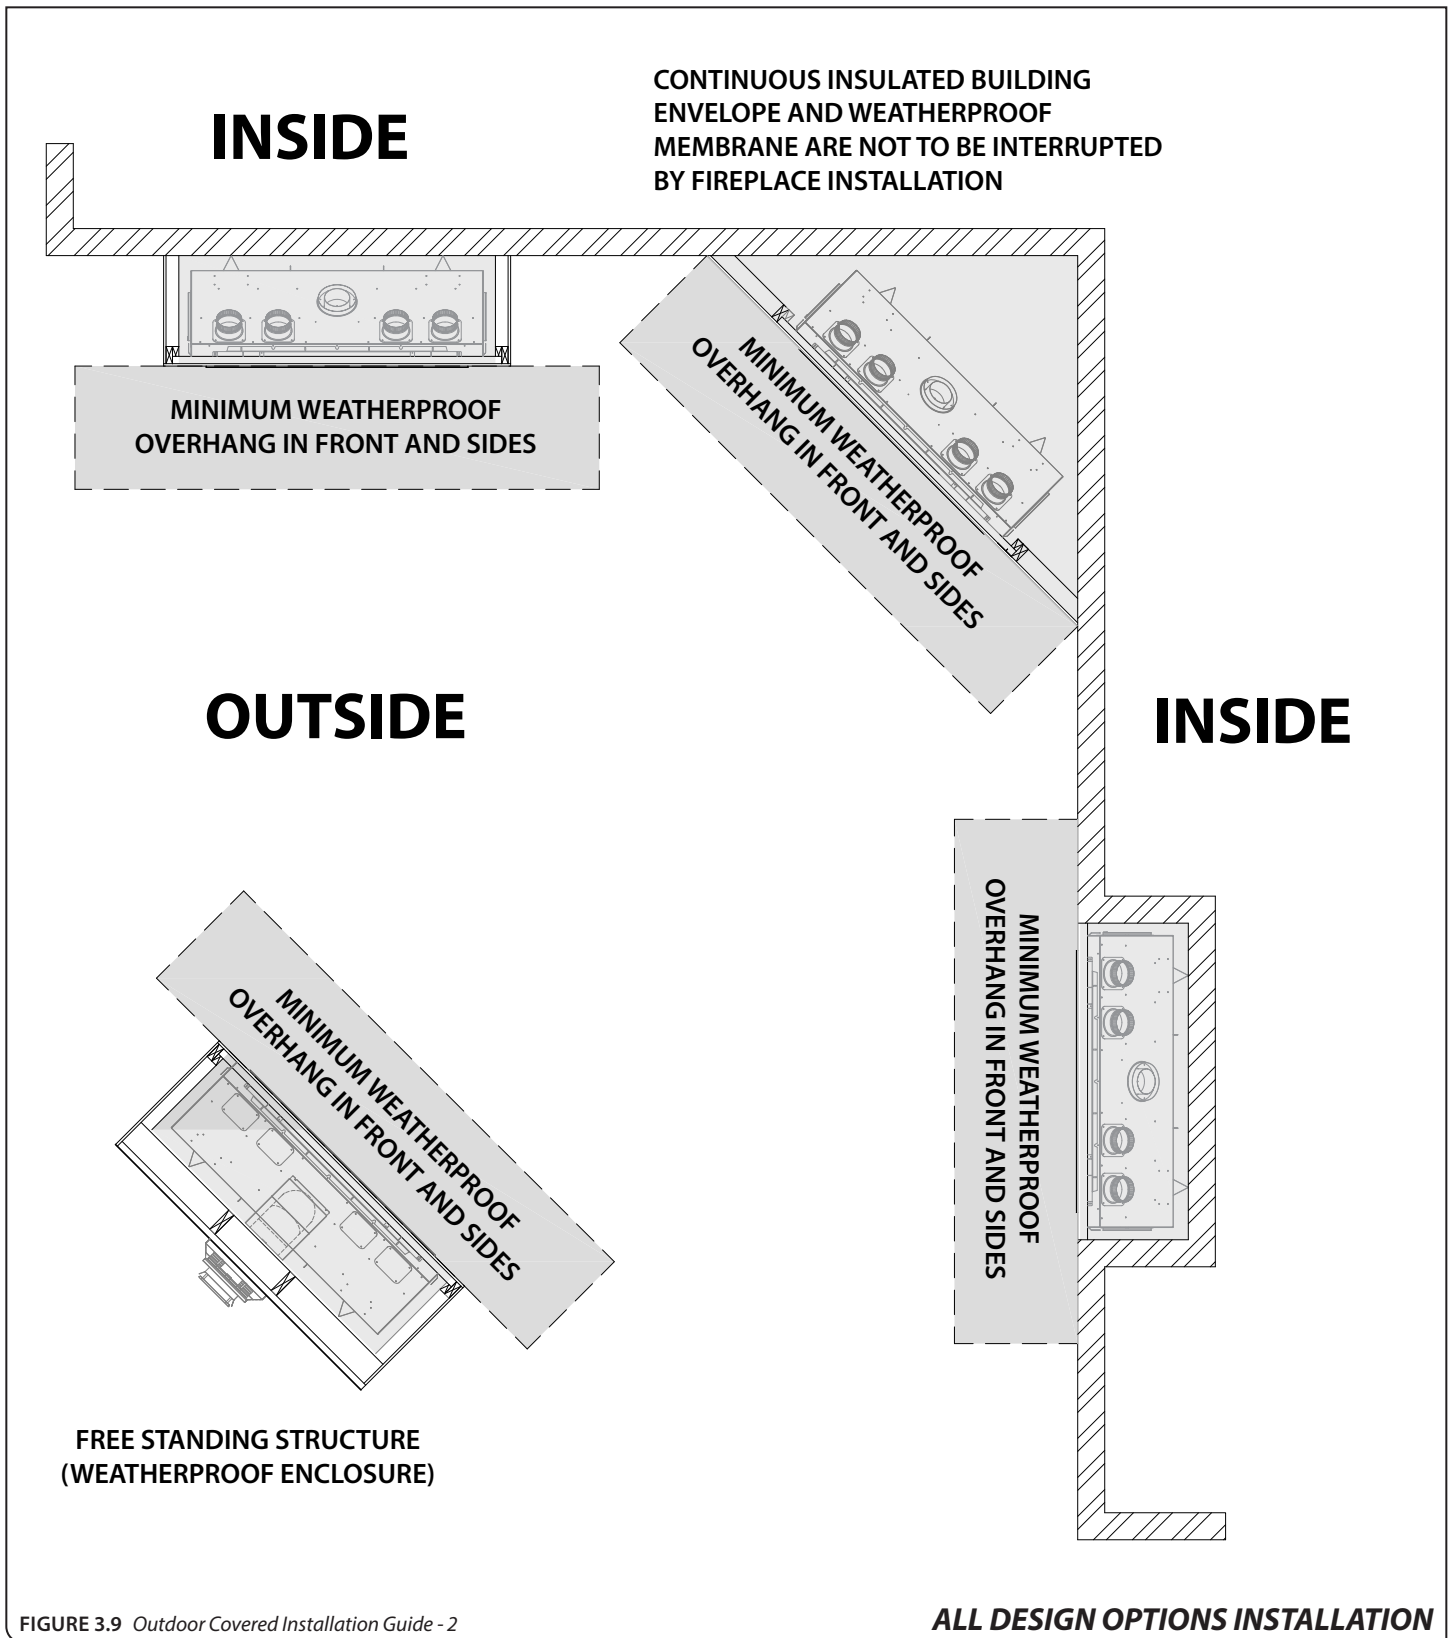 INSIDE
CONTINUOUS INSULATED BUILDING
ENVELOPE AND WEATHERPROOF
MEMBRANE ARE NOT TO BE INTERRUPTED
BY FIREPLACE INSTALLATION
MINIMUM WEATHERPROOF
OVERHANG IN FRONT AND SIDES
MINIMUM WEATHERPROOF
OVERHANG IN FRONT AND SIDES
OUTSIDE
INSIDE
MINIMUM WEATHERPROOF
OVERHANG IN FRONT AND SIDES
MINIMUM WEATHERPROOF
OVERHANG IN FRONT AND SIDES
FREE STANDING STRUCTURE
(WEATHERPROOF ENCLOSURE)
FIGURE 3.9 Outdoor Covered Installation Guide - 2
ALL DESIGN OPTIONS INSTALLATION